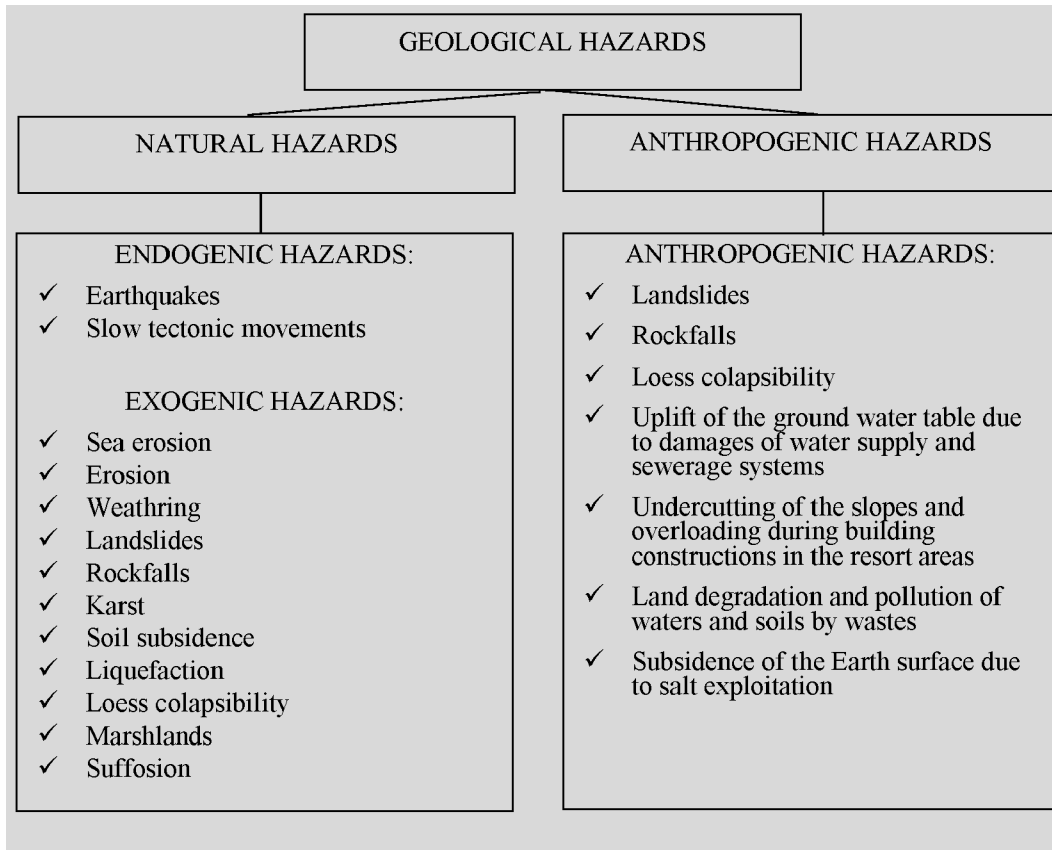 GEOLOGICAL HAZARDS
NATURAL HAZARDS
ENDOGENIC HAZARDS:
✓ Earthquakes
✓ Slow tectonic movements
EXOGENIC HAZARDS:
✓ Sea erosion
✓ Erosion
✓ Weathring
✓ Landslides
✓ Rockfalls
✓ Karst
✓ Soil subsidence
✓ Liquefaction
✓ Loess colapsibility
✓ Marshlands
✓ Suffosion
ANTHROPOGENIC HAZARDS
ANTHROPOGENIC HAZARDS:
✓ Landslides
✓ Rockfalls
✓ Loess colapsibility
✓ Uplift of the ground water table due
to damages of water supply and
sewerage systems
✓ Undercutting of the slopes and
overloading during building
constructions in the resort areas
✓ Land degradation and pollution of
waters and soils by wastes
✓ Subsidence of the Earth surface due
to salt exploitation